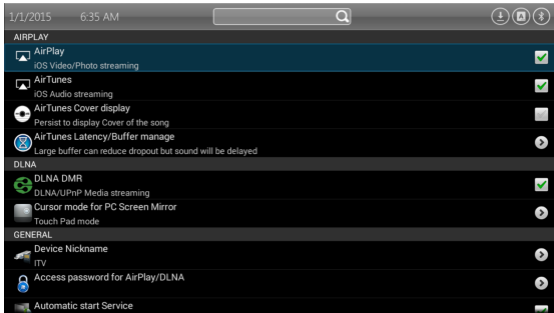 1/1/2015 6:35 AM
AIRPLAY
AirPlay
iOS Video/Photo streaming
AirTunes
iOS Audio streaming
AirTunes Cover display
Persist to display Cover of the song
AirTunes Latency/Buffer manage
Large buffer can reduce dropout but sound will be delayed
DLNA
DLNA DMR
DLNA/UPnP Media streaming
Cursor mode for PC Screen Mirror
Touch Pad mode
GENERAL
Device Nickname
ITV
Access password for AirPlay/DLNA
Automatic start Service